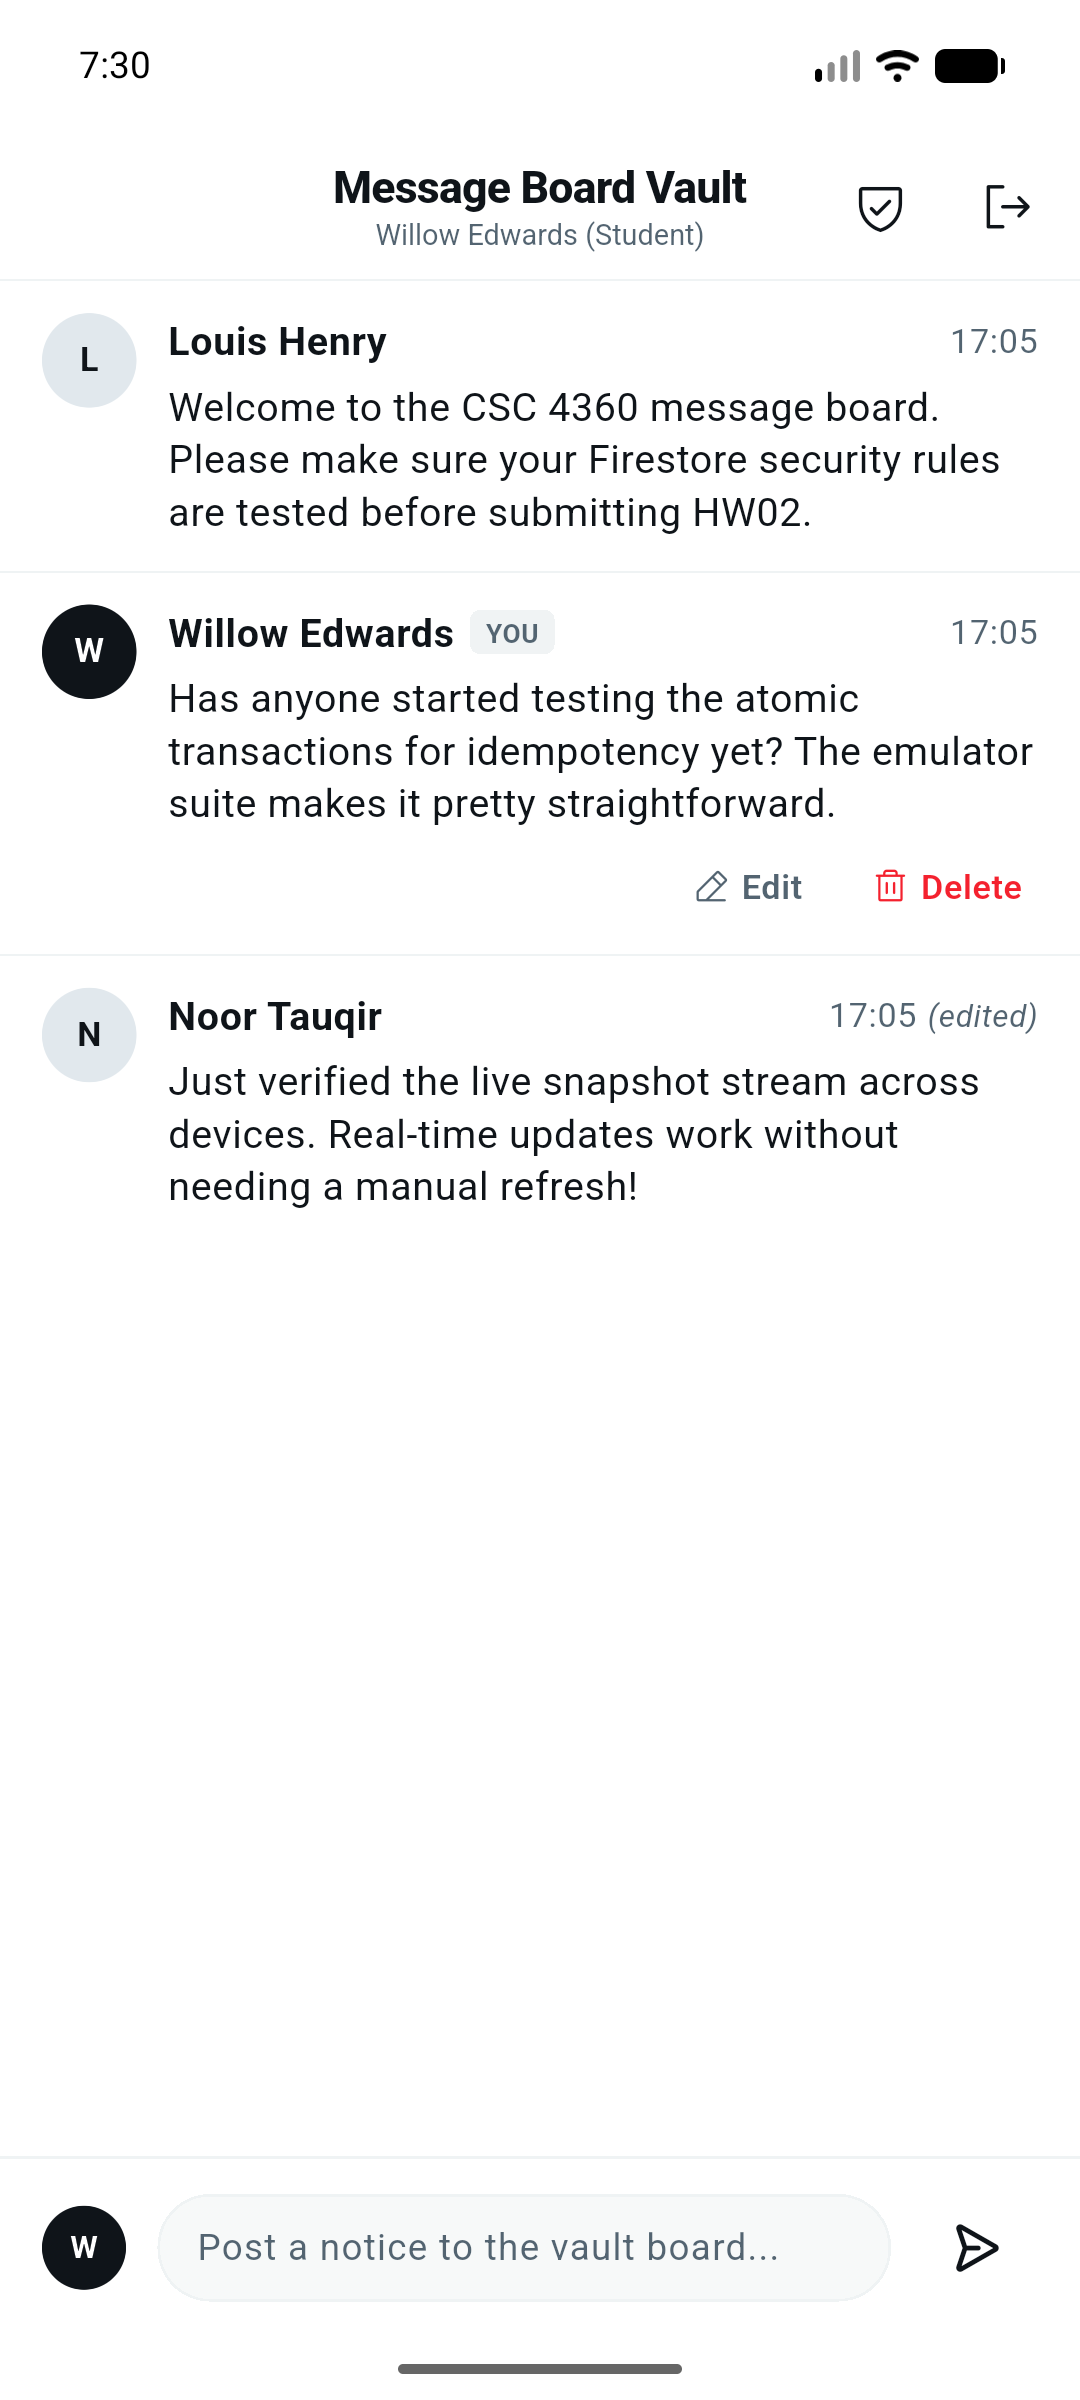 7:30
Message Board Vault
Willow Edwards (Student)
L
Louis Henry
17:05
Welcome to the CSC 4360 message board.
Please make sure your Firestore security rules
are tested before submitting HW02.
W
Willow Edwards
YOU
17:05
Has anyone started testing the atomic
transactions for idempotency yet? The emulator
suite makes it pretty straightforward.
Edit
Delete
N
Noor Tauqir
17:05 (edited)
Just verified the live snapshot stream across
devices. Real-time updates work without
needing a manual refresh!
W
Post a notice to the vault board...